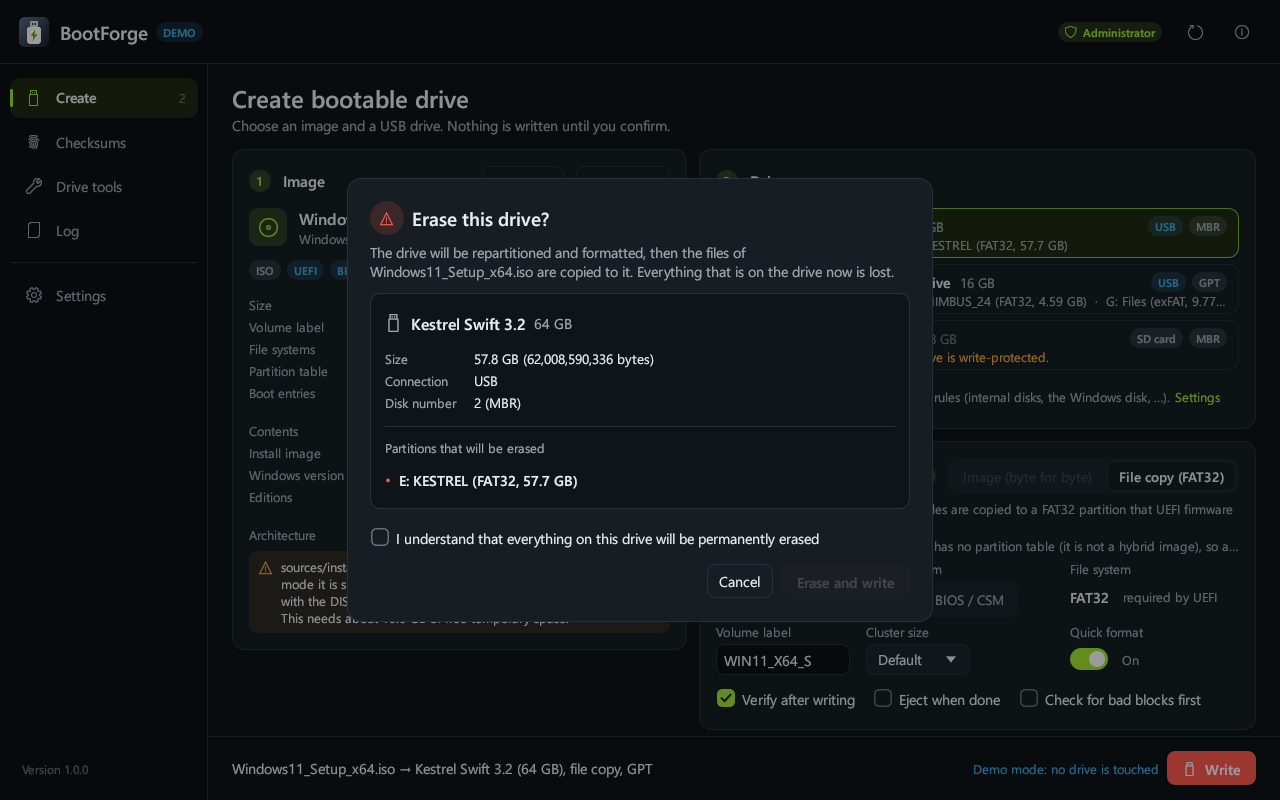 BootForge DEMO
Administrator
Create 2
Checksums
Drive tools
Log
Settings
Version 1.0.0
Create bootable drive
Choose an image and a USB drive. Nothing is written until you confirm.
1 Image
Windo
Windows
ISO UEFI BI
Size
Volume label
File systems
Partition table
Boot entries
Contents
Install image
Windows version
Editions
Architecture
sources/inst
mode it is s
with the DIS
Erase this drive?
The drive will be repartitioned and formatted, then the files of
Windows11_Setup_x64.iso are copied to it. Everything that is on the drive now is lost.
Kestrel Swift 3.2 64 GB
Size 57.8 GB (62,008,590,336 bytes)
Connection USB
Disk number 2 (MBR)
Partitions that will be erased
• E: KESTREL (FAT32, 57.7 GB)
I understand that everything on this drive will be permanently erased
Cancel Erase and write
GB USB MBR
ESTREL (FAT32, 57.7 GB)
ive 16 GB USB GPT
IMBUS_24 (FAT32, 4.59 GB) · G: Files (exFAT, 9.77...
GB SD card MBR
ve is write-protected.
rules (internal disks, the Windows disk, ...). Settings
Image (byte for byte) File copy (FAT32)
les are copied to a FAT32 partition that UEFI firmware
has no partition table (it is not a hybrid image), so a...
m File system
BIOS / CSM FAT32 required by UEFI
Volume label Cluster size Quick format
WIN11_X64_S Default On
Verify after writing Eject when done Check for bad blocks first
Windows11_Setup_x64.iso → Kestrel Swift 3.2 (64 GB), file copy, GPT
Demo mode: no drive is touched Write